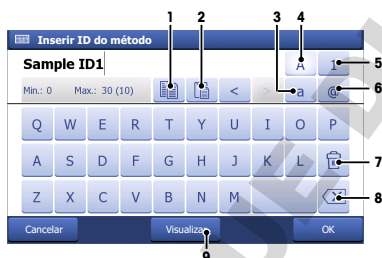 1 2 3 4
Inserir ID do método
Sample ID1 A 1 5
Min.: 0 Max.: 30 (10) < > a @ 6
Q W E R T Y U I O P
A S D F G H J K L 7
Z X C V B N M 8
Cancelar Visualizar OK
9